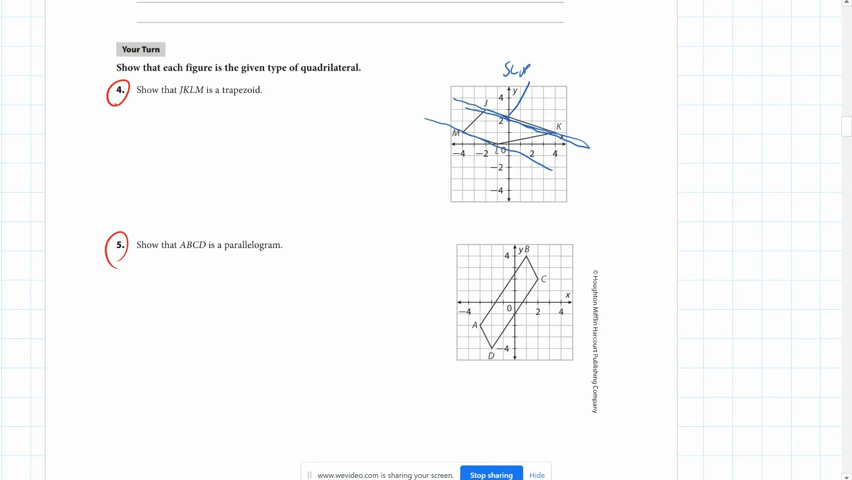 Your Turn
Show that each figure is the given type of quadrilateral.
4. Show that JKLM is a trapezoid.
y
4
J
2
K
M
x
−4 −2 L 0 2 4
−2
−4
5. Show that ABCD is a parallelogram.
y B
4
C
x
−4 0 2 4
A
−4
D
© Houghton Mifflin Harcourt Publishing Company
www.wevideo.com is sharing your screen. Stop sharing Hide